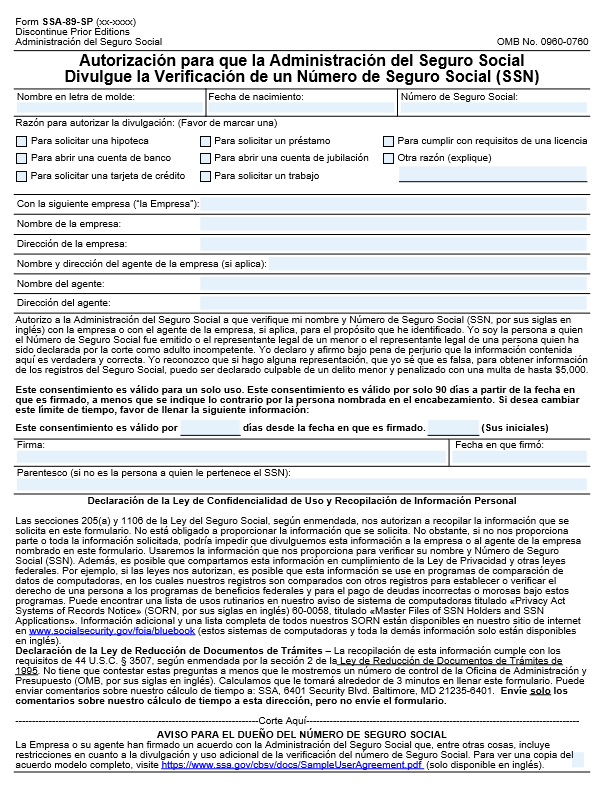 Form SSA-89-SP (xx-xxxx)
Discontinue Prior Editions
Administración del Seguro Social
OMB No. 0960-0760
Autorización para que la Administración del Seguro Social
Divulgue la Verificación de un Número de Seguro Social (SSN)
Nombre en letra de molde: Fecha de nacimiento: Número de Seguro Social:
Razón para autorizar la divulgación: (Favor de marcar una)
Para solicitar una hipoteca Para solicitar un préstamo Para cumplir con requisitos de una licencia
Para abrir una cuenta de banco Para abrir una cuenta de jubilación Otra razón (explique)
Para solicitar una tarjeta de crédito Para solicitar un trabajo
Con la siguiente empresa (“la Empresa”):
Nombre de la empresa:
Dirección de la empresa:
Nombre y dirección del agente de la empresa (si aplica):
Nombre del agente:
Dirección del agente:
Autorizo a la Administración del Seguro Social a que verifique mi nombre y Número de Seguro Social (SSN, por sus siglas en
inglés) con la empresa o con el agente de la empresa, si aplica, para el propósito que he identificado. Yo soy la persona a quien
el Número de Seguro Social fue emitido o el representante legal de un menor o el representante legal de una persona quien ha
sido declarada por la corte como adulto incompetente. Yo declaro y afirmo bajo pena de perjurio que la información contenida
aquí es verdadera y correcta. Yo reconozco que si hago alguna representación, que yo sé que es falsa, para obtener información
de los registros del Seguro Social, puedo ser declarado culpable de un delito menor y penalizado con una multa de hasta $5,000.
Este consentimiento es válido para un solo uso. Este consentimiento es válido por solo 90 días a partir de la fecha en
que es firmado, a menos que se indique lo contrario por la persona nombrada en el encabezamiento. Si desea cambiar
este límite de tiempo, favor de llenar la siguiente información:
Este consentimiento es válido por ________ días desde la fecha en que es firmado. ________ (Sus iniciales)
Firma: Fecha en que firmó:
Parentesco (si no es la persona a quien le pertenece el SSN):
Declaración de la Ley de Confidencialidad de Uso y Recopilación de Información Personal
Las secciones 205(a) y 1106 de la Ley del Seguro Social, según enmendada, nos autorizan a recopilar la información que se
solicita en este formulario. No está obligado a proporcionar la información que se solicita. No obstante, si no nos proporciona
parte o toda la información solicitada, podría impedir que divulguemos esta información a la empresa o al agente de la empresa
nombrado en este formulario. Usaremos la información que nos proporciona para verificar su nombre y Número de Seguro
Social (SSN). Además, es posible que compartamos esta información en cumplimiento de la Ley de Privacidad y otras leyes
federales. Por ejemplo, si las leyes nos autorizan, es posible que esta información se use en programas de comparación de
datos de computadoras, en los cuales nuestros registros son comparados con otros registros para establecer o verificar el
derecho de una persona a los programas de beneficios federales y para el pago de deudas incorrectas o morosas bajo estos
programas. Puede encontrar una lista de usos rutinarios en nuestro aviso de sistema de computadoras titulado «Privacy Act
Systems of Records Notice» (SORN, por sus siglas en inglés) 60-0058, titulado «Master Files of SSN Holders and SSN
Applications». Información adicional y una lista completa de todos nuestros SORN están disponibles en nuestro sitio de internet
en www.socialsecurity.gov/foia/bluebook (estos sistemas de computadoras y toda la demás información solo están disponibles
en inglés).
Declaración de la Ley de Reducción de Documentos de Trámites – La recopilación de esta información cumple con los
requisitos de 44 U.S.C. § 3507, según enmendada por la sección 2 de la Ley de Reducción de Documentos de Trámites de
1995. No tiene que contestar estas preguntas a menos que le mostremos un número de control de la Oficina de Administración y
Presupuesto (OMB, por sus siglas en inglés). Calculamos que le tomará alrededor de 3 minutos en llenar este formulario. Puede
enviar comentarios sobre nuestro cálculo de tiempo a: SSA, 6401 Security Blvd. Baltimore, MD 21235-6401. Envíe solo los
comentarios sobre nuestro cálculo de tiempo a esta dirección, pero no envíe el formulario.
Corte Aquí
AVISO PARA EL DUEÑO DEL NÚMERO DE SEGURO SOCIAL
La Empresa o su agente han firmado un acuerdo con la Administración del Seguro Social que, entre otras cosas, incluye
restricciones en cuanto a la divulgación y uso adicional de la verificación del número de Seguro Social. Para ver una copia del
acuerdo modelo completo, visite https://www.ssa.gov/cbsv/docs/SampleUserAgreement.pdf (solo disponible en inglés).